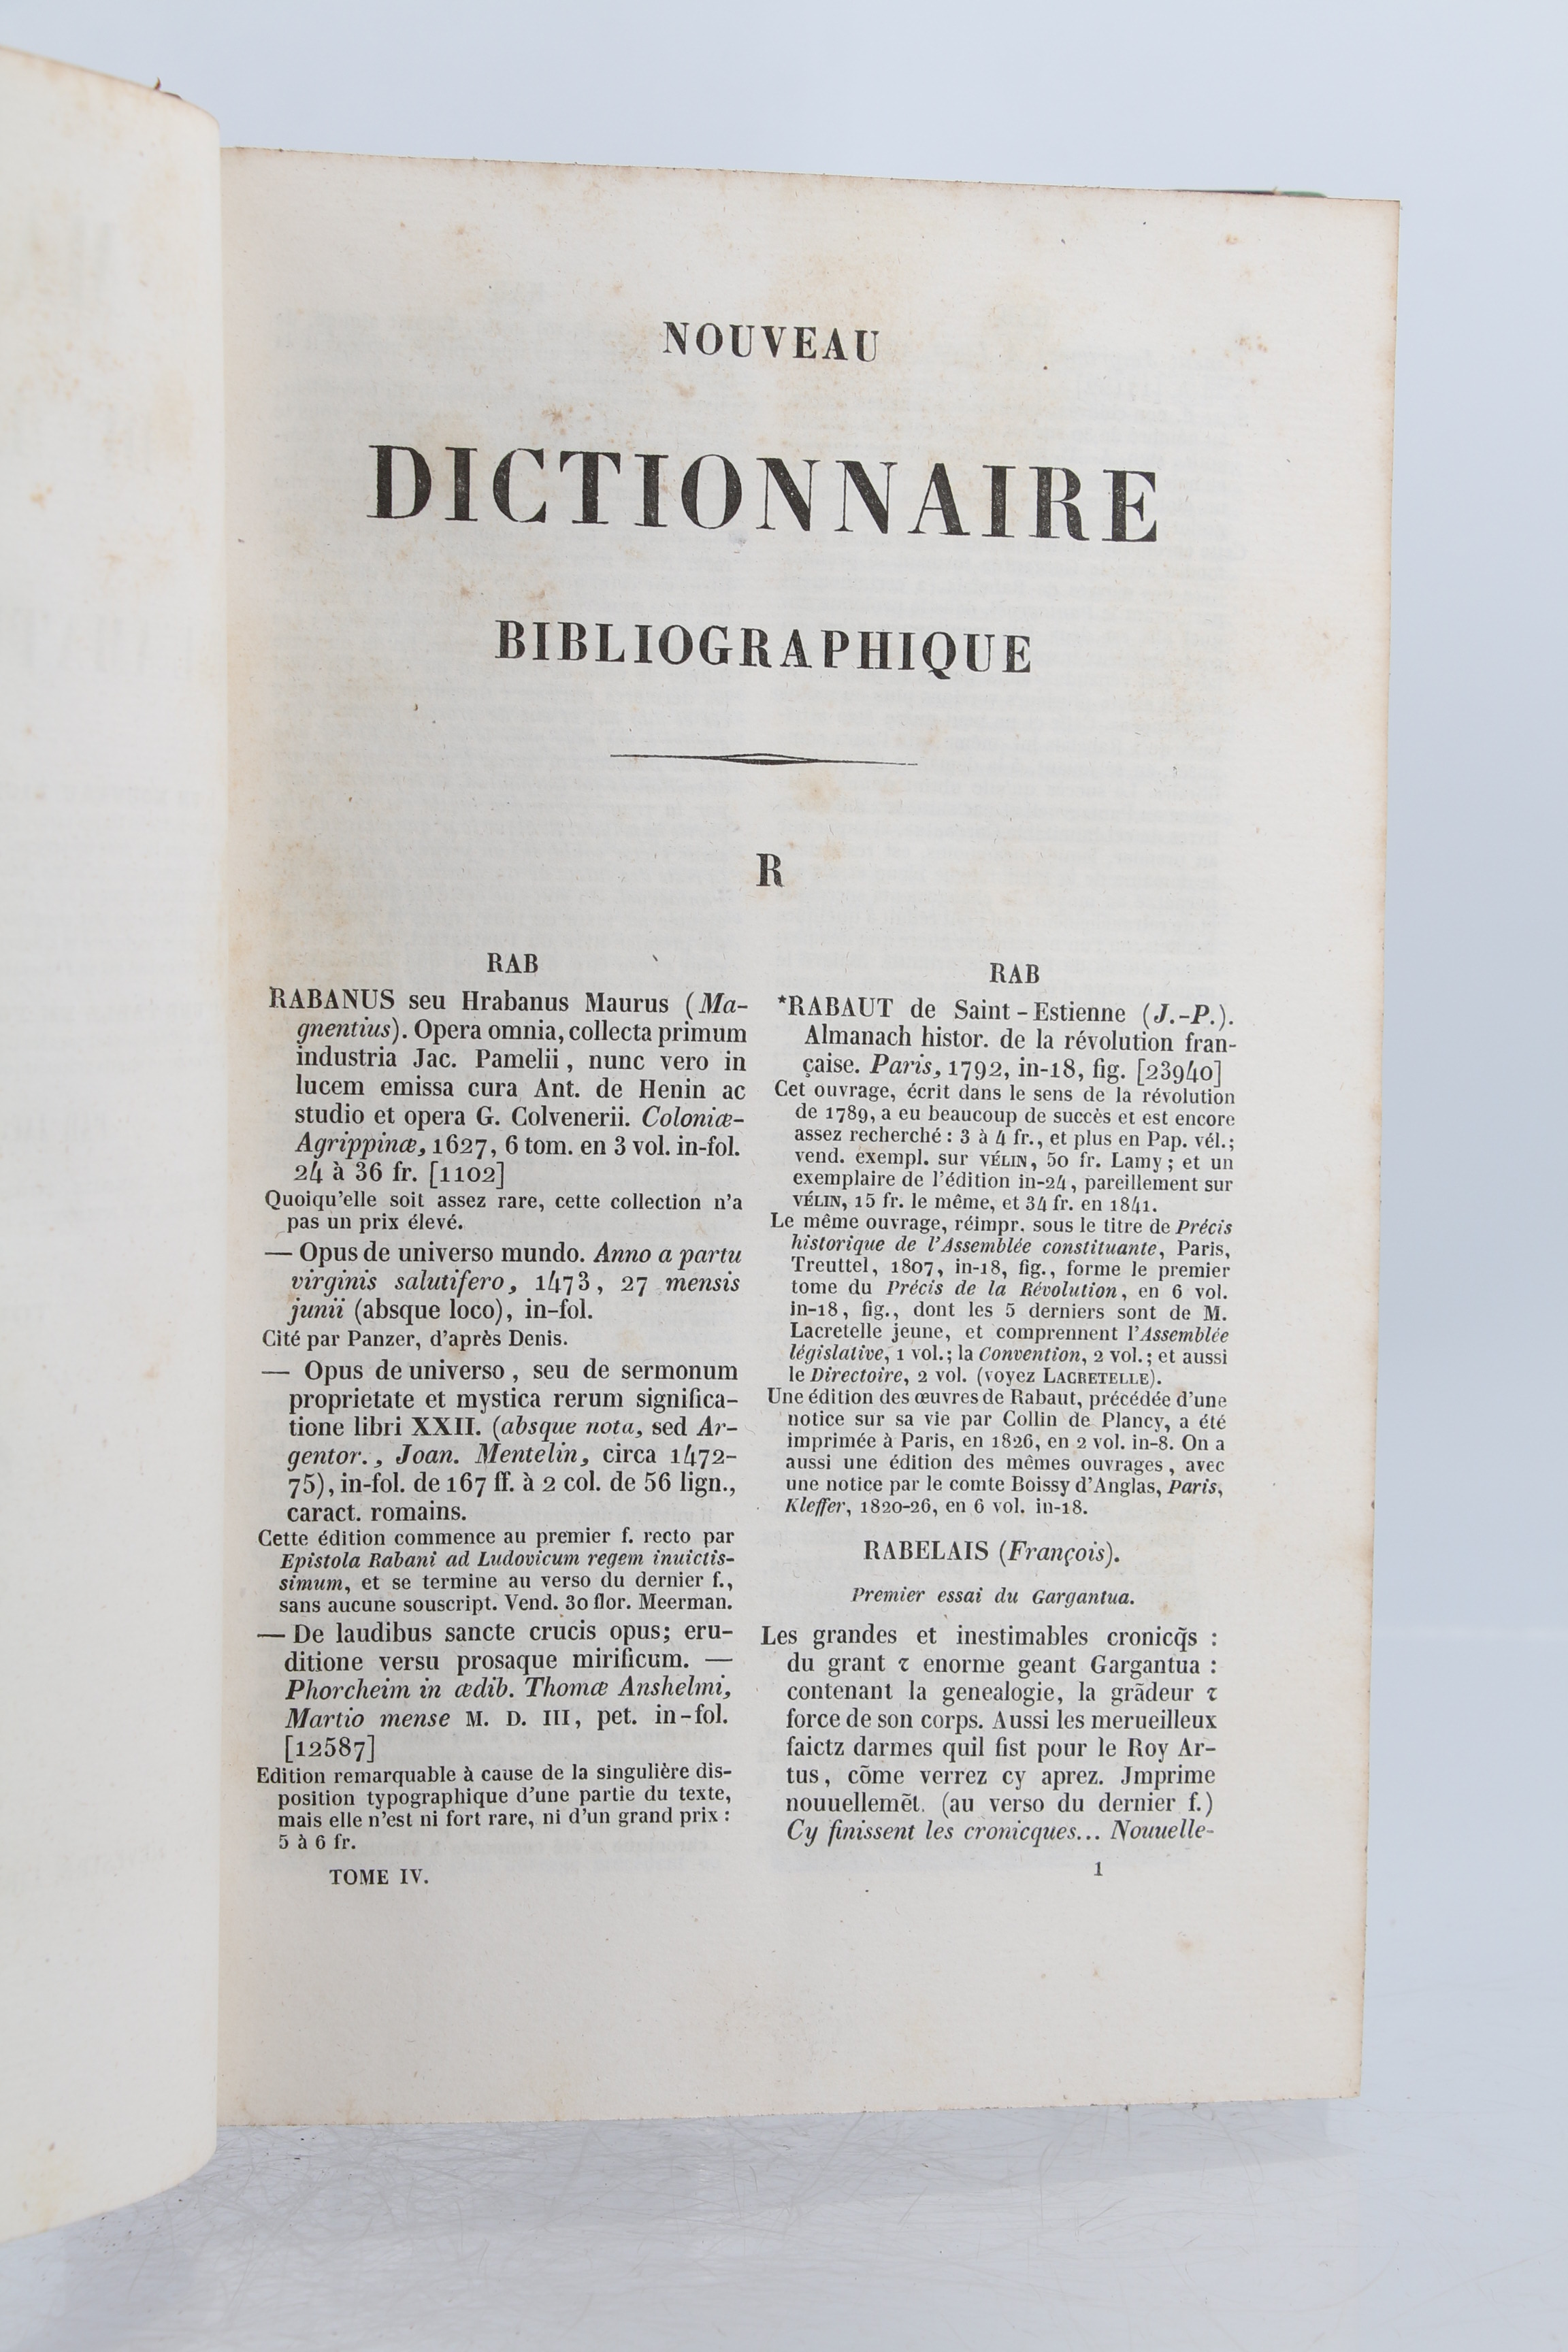 NOUVEAU
DICTIONNAIRE
BIBLIOGRAPHIQUE
R
RAB
RABANUS seu Hrabanus Maurus (Ma-
gnentius). Opera omnia, collecta primum
industria Jac. Pamelii, nunc vero in
lucem emissa cura Ant. de Henin ac
studio et opera G. Colvenerii. Coloniæ-
Agrippinæ, 1627, 6 tom. en 3 vol. in-fol.
24 à 36 fr. [1102]
Quoiqu'elle soit assez rare, cette collection n'a
pas un prix élevé.
— Opus de universo mundo. Anno a partu
virginis salutifero, 1473, 27 mensis
junii (absque loco), in-fol.
Cité par Panzer, d'après Denis.
— Opus de universo, seu de sermonum
proprietate et mystica rerum significa-
tione libri XXII. (absque nota, sed Ar-
gentor., Joan. Mentelin, circa 1472-
75), in-fol. de 167 ff. à 2 col. de 56 lign.,
caract. romains.
Cette édition commence au premier f. recto par
Epistola Rabani ad Ludovicum regem inuictis-
simum, et se termine au verso du dernier f.,
sans aucune souscript. Vend. 30 flor. Meerman.
— De laudibus sancte crucis opus; eru-
ditione versu prosaque mirificum. —
Phorcheim in ædib. Thomæ Anshelmi,
Martio mense M. D. III, pet. in-fol.
[12587]
Edition remarquable à cause de la singulière dis-
position typographique d'une partie du texte,
mais elle n'est ni fort rare, ni d'un grand prix :
5 à 6 fr.
TOME IV.
RAB
*RABAUT de Saint-Estienne (J.-P.).
Almanach histor. de la révolution fran-
çaise. Paris, 1792, in-18, fig. [23940]
Cet ouvrage, écrit dans le sens de la révolution
de 1789, a eu beaucoup de succès et est encore
assez recherché : 3 à 4 fr., et plus en Pap. vél.;
vend. exempl. sur VÉLIN, 50 fr. Lamy; et un
exemplaire de l'édition in-24, pareillement sur
VÉLIN, 15 fr. le même, et 34 fr. en 1841.
Le même ouvrage, réimpr. sous le titre de Précis
historique de l'Assemblée constituante, Paris,
Treuttel, 1807, in-18, fig., forme le premier
tome du Précis de la Révolution, en 6 vol.
in-18, fig., dont les 5 derniers sont de M.
Lacretelle jeune, et comprennent l'Assemblée
législative, 1 vol.; la Convention, 2 vol.; et aussi
le Directoire, 2 vol. (voyez LACRETELLE).
Une édition des œuvres de Rabaut, précédée d'une
notice sur sa vie par Collin de Plancy, a été
imprimée à Paris, en 1826, en 2 vol. in-8. On a
aussi une édition des mêmes ouvrages, avec
une notice par le comte Boissy d'Anglas, Paris,
Kleffer, 1820-26, en 6 vol. in-18.
RABELAIS (François).
Premier essai du Gargantua.
Les grandes et inestimables cronicq̃s :
du grant τ enorme geant Gargantua :
contenant la genealogie, la grãdeur τ
force de son corps. Aussi les merueilleux
faictz darmes quil fist pour le Roy Ar-
tus, cõme verrez cy aprez. Jmprime
nouuellemẽt. (au verso du dernier f.)
Cy finissent les cronicques... Nouuelle-
1